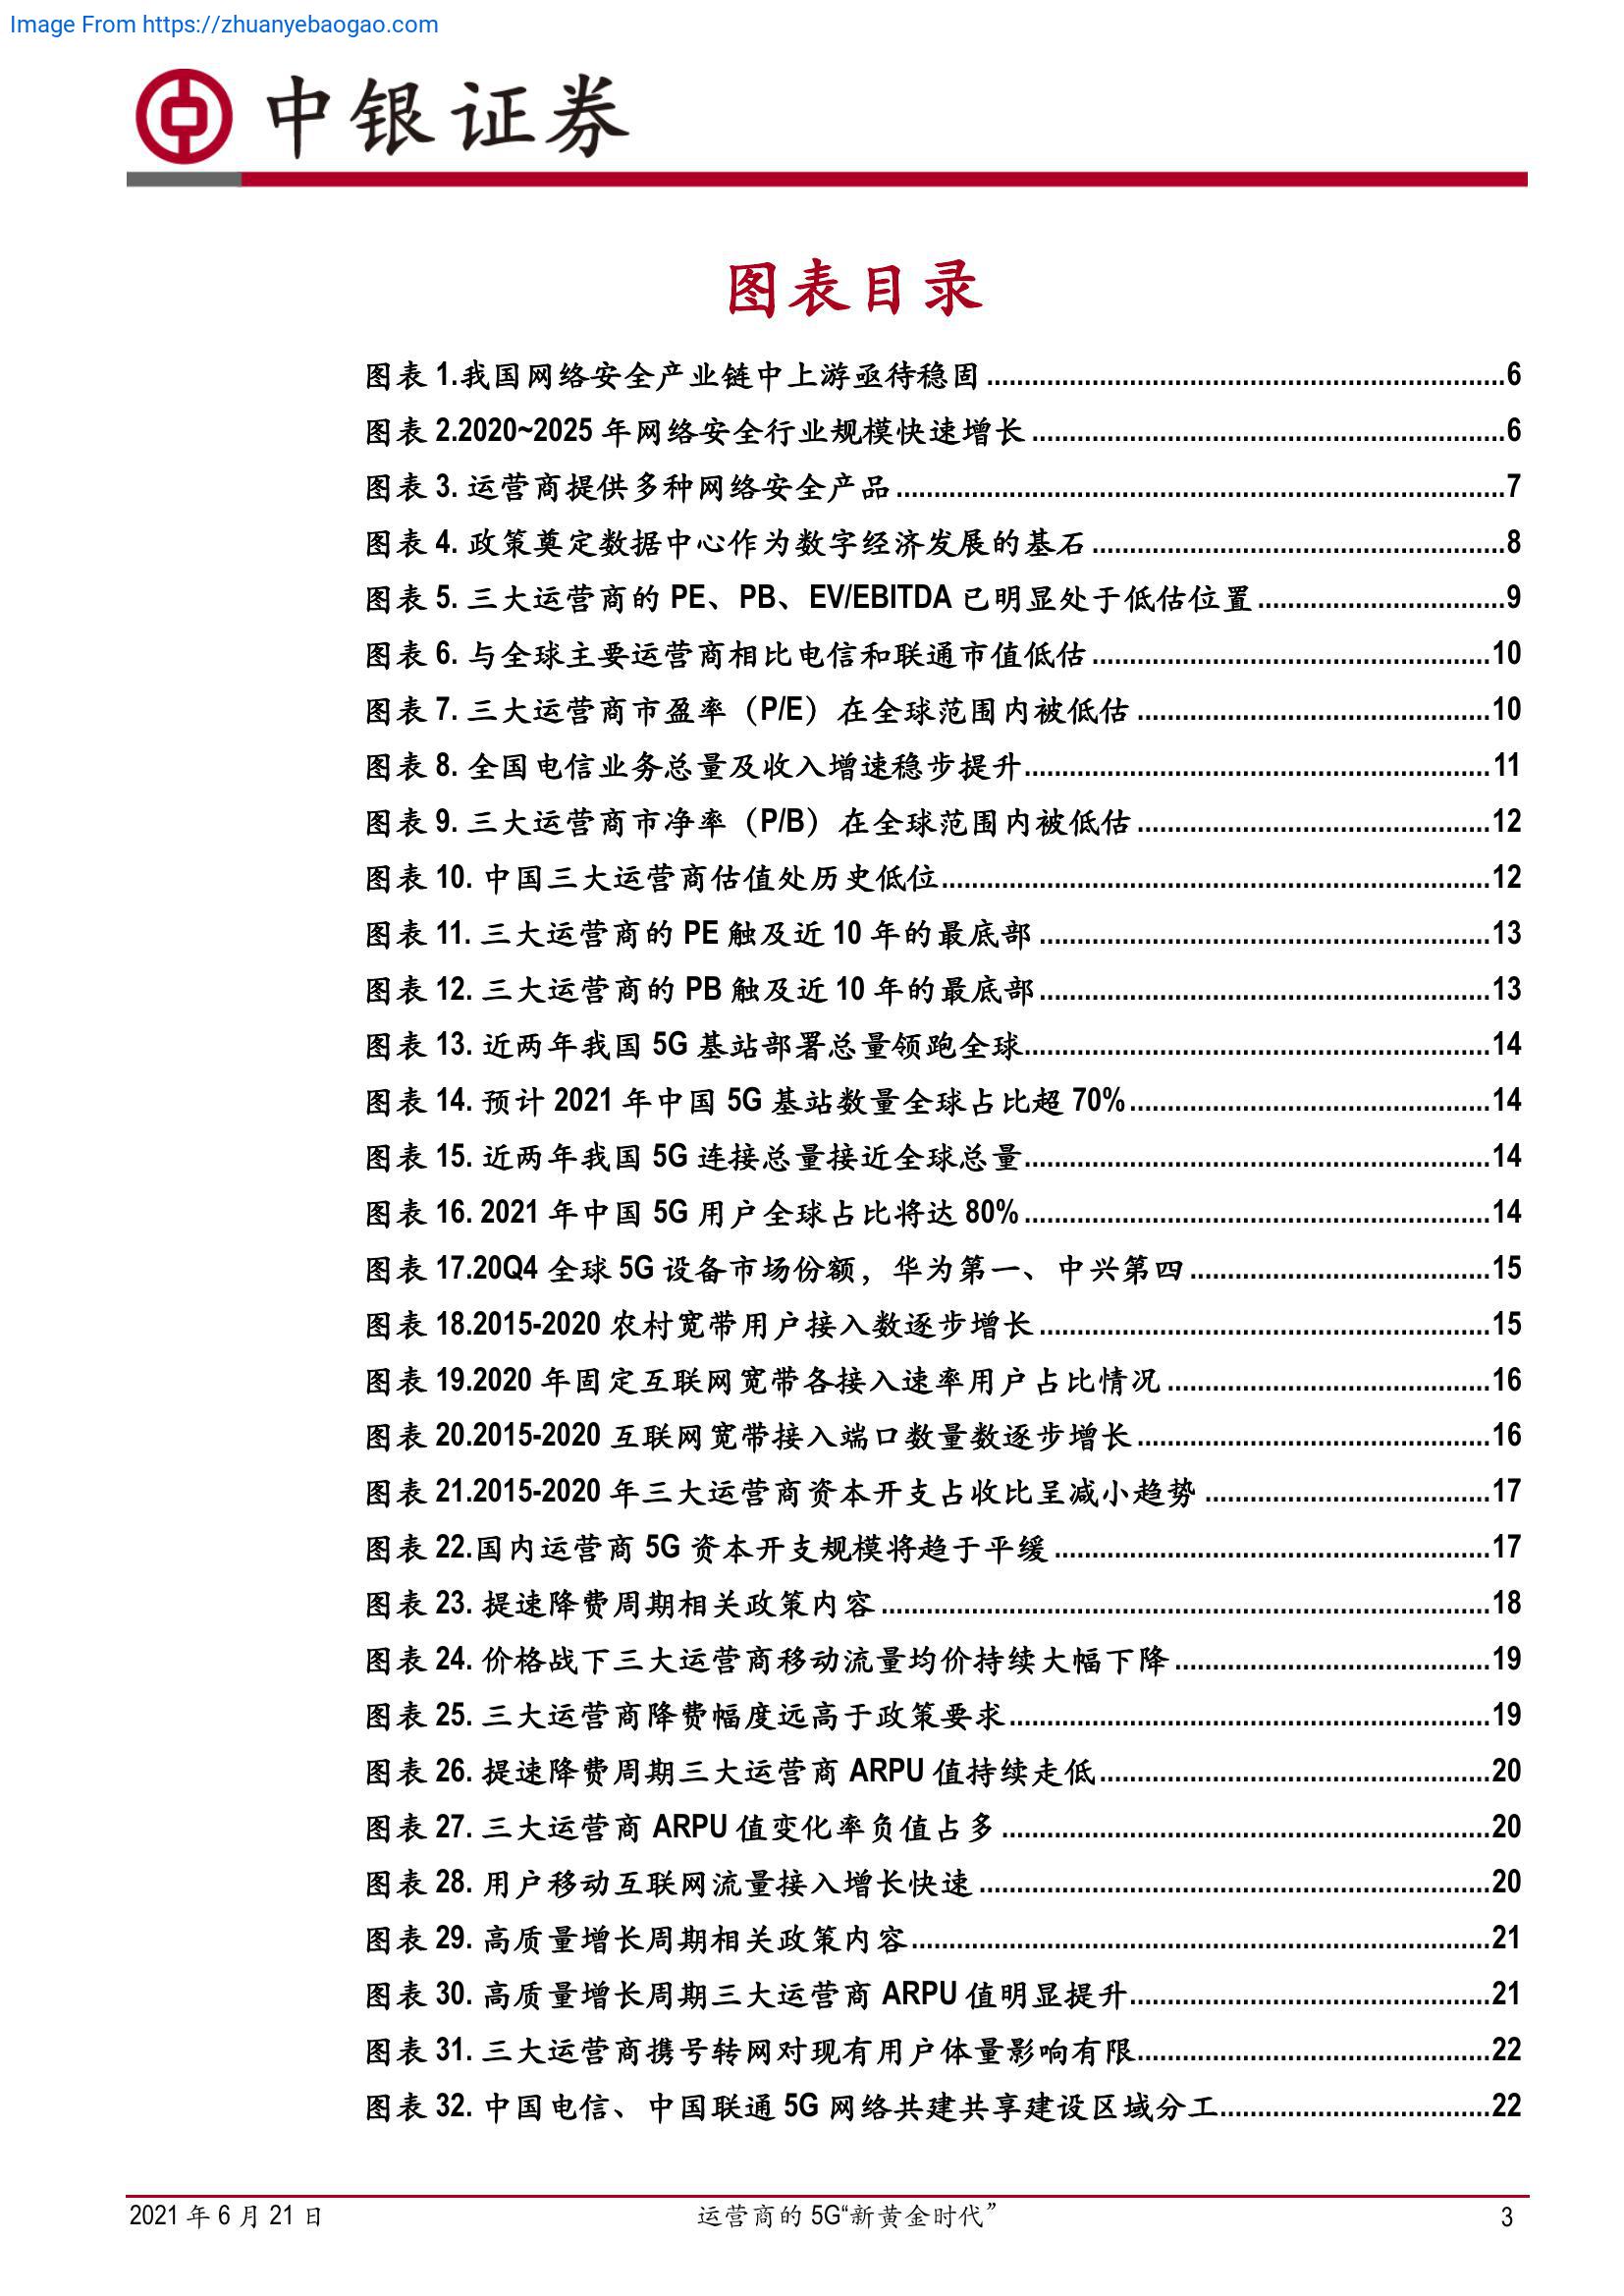 Image From https://zhuanyebaogao.com
中银证券
图表目录
图表 1.我国网络安全产业链中上游亟待稳固......................................................................6
图表 2.2020~2025 年网络安全行业规模快速增长................................................................6
图表 3. 运营商提供多种网络安全产品..................................................................................7
图表 4. 政策奠定数据中心作为数字经济发展的基石........................................................8
图表 5. 三大运营商的 PE、PB、EV/EBITDA 已明显处于低估位置.................................9
图表 6. 与全球主要运营商相比电信和联通市值低估.....................................................10
图表 7. 三大运营商市盈率（P/E）在全球范围内被低估...............................................10
图表 8. 全国电信业务总量及收入增速稳步提升..............................................................11
图表 9. 三大运营商市净率（P/B）在全球范围内被低估...............................................12
图表 10. 中国三大运营商估值处历史低位.........................................................................12
图表 11. 三大运营商的 PE 触及近 10 年的最底部............................................................13
图表 12. 三大运营商的 PB 触及近 10 年的最底部............................................................13
图表 13. 近两年我国 5G 基站部署总量领跑全球..............................................................14
图表 14. 预计 2021 年中国 5G 基站数量全球占比超 70%................................................14
图表 15. 近两年我国 5G 连接总量接近全球总量..............................................................14
图表 16. 2021 年中国 5G 用户全球占比将达 80%..............................................................14
图表 17.20Q4 全球 5G 设备市场份额，华为第一、中兴第四........................................15
图表 18.2015-2020 农村宽带用户接入数逐步增长............................................................15
图表 19.2020 年固定互联网宽带各接入速率用户占比情况...........................................16
图表 20.2015-2020 互联网宽带接入端口数量数逐步增长...............................................16
图表 21.2015-2020 年三大运营商资本开支占收比呈减小趋势......................................17
图表 22.国内运营商 5G 资本开支规模将趋于平缓..........................................................17
图表 23. 提速降费周期相关政策内容.................................................................................18
图表 24. 价格战下三大运营商移动流量均价持续大幅下降..........................................19
图表 25. 三大运营商降费幅度远高于政策要求................................................................19
图表 26. 提速降费周期三大运营商 ARPU 值持续走低....................................................20
图表 27. 三大运营商 ARPU 值变化率负值占多.................................................................20
图表 28. 用户移动互联网流量接入增长快速....................................................................20
图表 29. 高质量增长周期相关政策内容.............................................................................21
图表 30. 高质量增长周期三大运营商 ARPU 值明显提升................................................21
图表 31. 三大运营商携号转网对现有用户体量影响有限...............................................22
图表 32. 中国电信、中国联通 5G 网络共建共享建设区域分工....................................22
2021 年 6 月 21 日 运营商的 5G“新黄金时代” 3